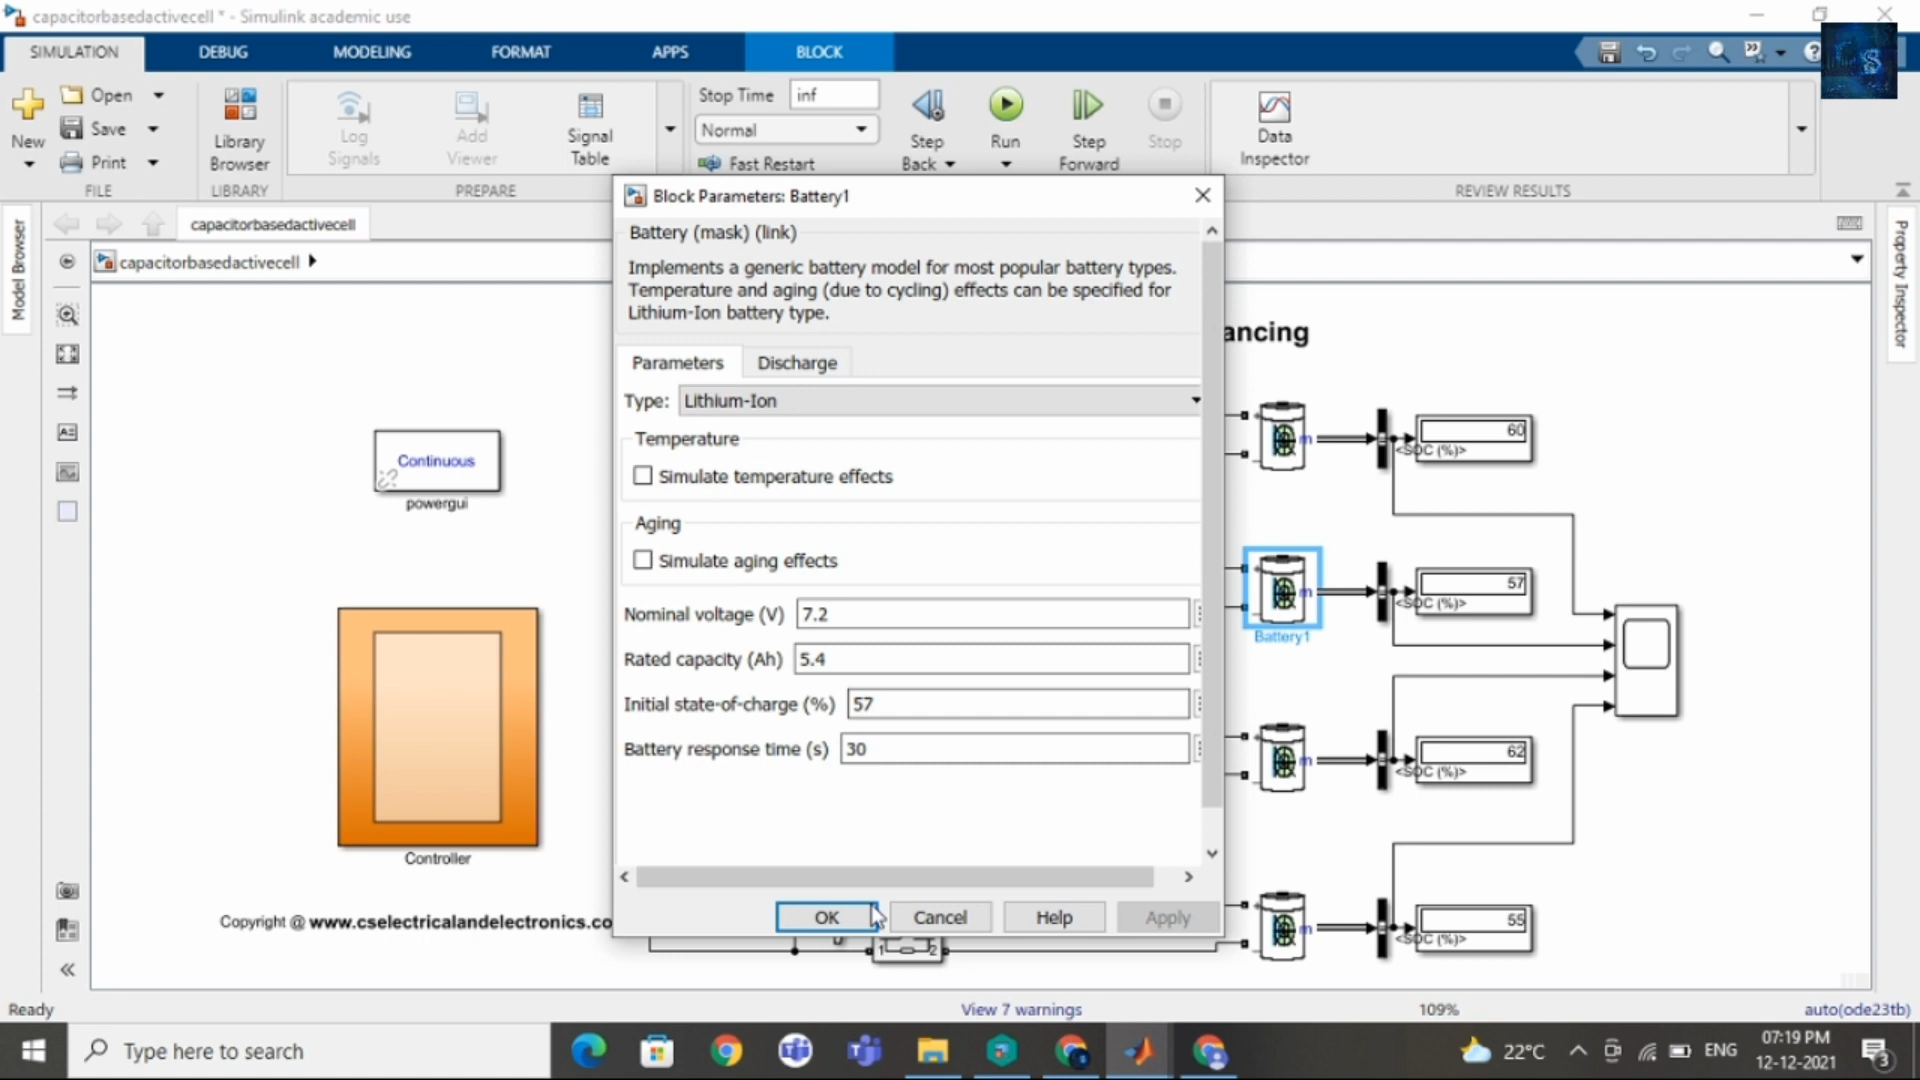 capacitorbasedactivecell * - Simulink academic use
SIMULATION
DEBUG
MODELING
FORMAT
APPS
BLOCK
New
Open
Save
Print
FILE
Library
Browser
LIBRARY
Log
Signals
Add
Viewer
Signal
Table
PREPARE
Stop Time
inf
Normal
Fast Restart
Step
Back
Run
Step
Forward
Stop
Data
Inspector
REVIEW RESULTS
Model Browser
Property Inspector
capacitorbasedactivecell
capacitorbasedactivecell
Block Parameters: Battery1
Battery (mask) (link)
Implements a generic battery model for most popular battery types.
Temperature and aging (due to cycling) effects can be specified for
Lithium-Ion battery type.
Parameters
Discharge
Type:
Lithium-Ion
Temperature
Simulate temperature effects
Aging
Simulate aging effects
Nominal voltage (V)
7.2
Rated capacity (Ah)
5.4
Initial state-of-charge (%)
57
Battery response time (s)
30
OK
Cancel
Help
Apply
ancing
Continuous
powergui
Controller
Copyright @ www.cselectricalandelectronics.co
m
60
<SOC (%)>
m
57
<SOC (%)>
Battery1
m
62
<SOC (%)>
m
55
<SOC (%)>
1
2
Ready
View 7 warnings
109%
auto(ode23tb)
Type here to search
22°C
ENG
07:19 PM
12-12-2021
3